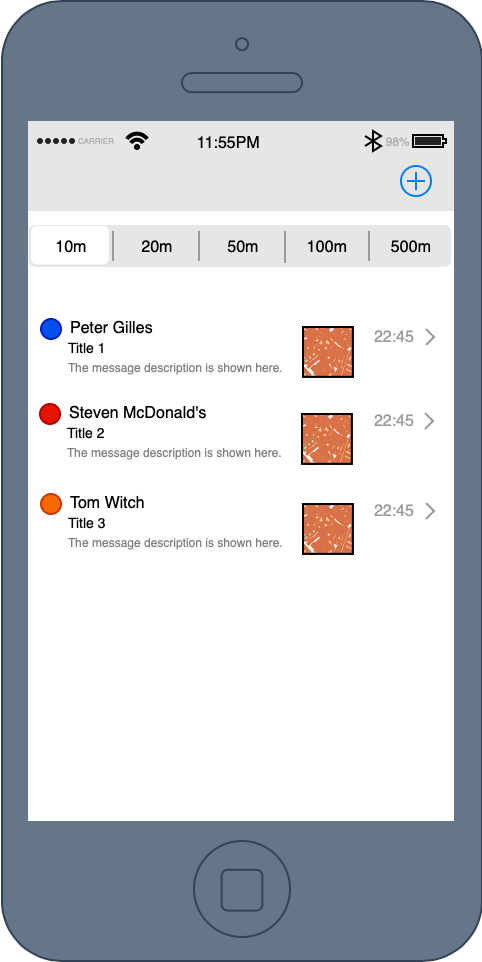 CARRIER 11:55PM 98%
10m 20m 50m 100m 500m
Peter Gilles 22:45
Title 1
The message description is shown here.
Steven McDonald's 22:45
Title 2
The message description is shown here.
Tom Witch 22:45
Title 3
The message description is shown here.